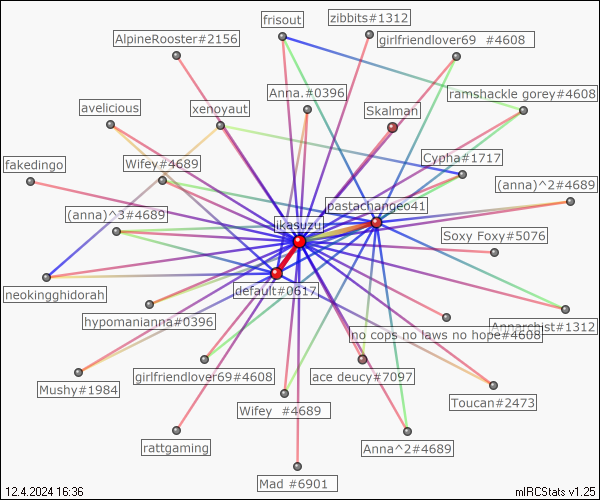 frisout
zibbits#1312
AlpineRooster#2156
girlfriendlover69 #4608
Anna.#0396
ramshackle gorey#4608
avelicious
xenoyaut
Skalman
fakedingo
Wifey#4689
Cypha#1717
(anna)^2#4689
(anna)^3#4689
pastachange041
ikasuzu
Soxy Foxy#5076
neokingghidorah
default#0617
hypomanianna#0396
Annarchist#1312
no cops no laws no hope#4608
Mushy#1984
girlfriendlover69#4608
ace deucy#7097
Toucan#2473
Wifey #4689
rattgaming
Anna^2#4689
Mad #6901
12.4.2024 16:36
mIRCStats v1.25